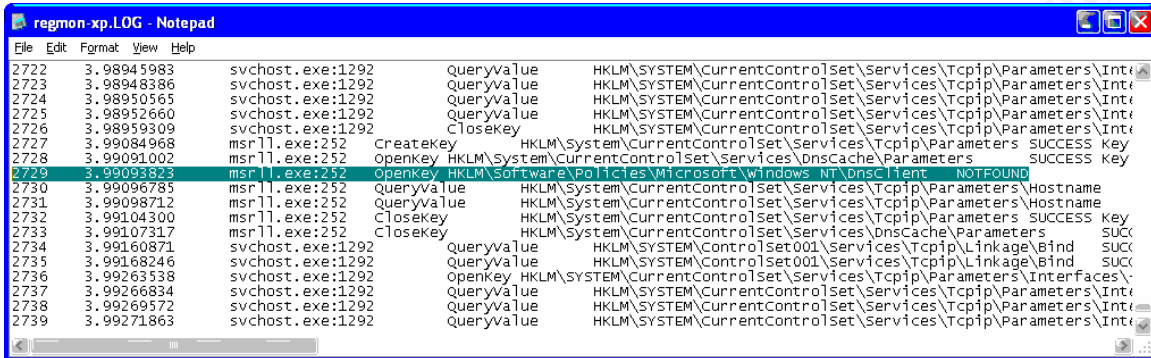 regmon-xp.LOG - Notepad
File Edit Format View Help
2722 3.98945983 svchost.exe:1292 QueryValue HKLM\SYSTEM\CurrentControlSet\Services\Tcpip\Parameters\Inte
2723 3.98948386 svchost.exe:1292 QueryValue HKLM\SYSTEM\CurrentControlSet\Services\Tcpip\Parameters\Inte
2724 3.98950565 svchost.exe:1292 QueryValue HKLM\SYSTEM\CurrentControlSet\Services\Tcpip\Parameters\Inte
2725 3.98952660 svchost.exe:1292 QueryValue HKLM\SYSTEM\CurrentControlSet\Services\Tcpip\Parameters\Inte
2726 3.98959309 svchost.exe:1292 CloseKey HKLM\SYSTEM\CurrentControlSet\Services\Tcpip\Parameters\Inte
2727 3.99084968 msrll.exe:252 CreateKey HKLM\System\CurrentControlSet\Services\Tcpip\Parameters SUCCESS Key
2728 3.99091002 msrll.exe:252 OpenKey HKLM\System\CurrentControlSet\Services\DnsCache\Parameters SUCCESS Key
2729 3.99093823 msrll.exe:252 OpenKey HKLM\Software\Policies\Microsoft\Windows NT\DnsClient NOTFOUND
2730 3.99096785 msrll.exe:252 QueryValue HKLM\System\CurrentControlSet\Services\Tcpip\Parameters\Hostname
2731 3.99098712 msrll.exe:252 QueryValue HKLM\System\CurrentControlSet\Services\Tcpip\Parameters\Hostname
2732 3.99104300 msrll.exe:252 CloseKey HKLM\System\CurrentControlSet\Services\Tcpip\Parameters SUCCESS Key
2733 3.99107317 msrll.exe:252 CloseKey HKLM\System\CurrentControlSet\Services\DnsCache\Parameters SUCC
2734 3.99160871 svchost.exe:1292 QueryValue HKLM\SYSTEM\ControlSet001\Services\Tcpip\Linkage\Bind SUCC
2735 3.99168246 svchost.exe:1292 QueryValue HKLM\SYSTEM\ControlSet001\Services\Tcpip\Linkage\Bind SUCC
2736 3.99263538 svchost.exe:1292 OpenKey HKLM\SYSTEM\CurrentControlSet\Services\Tcpip\Parameters\Interfaces\
2737 3.99266834 svchost.exe:1292 QueryValue HKLM\SYSTEM\CurrentControlSet\Services\Tcpip\Parameters\Inte
2738 3.99269572 svchost.exe:1292 QueryValue HKLM\SYSTEM\CurrentControlSet\Services\Tcpip\Parameters\Inte
2739 3.99271863 svchost.exe:1292 QueryValue HKLM\SYSTEM\CurrentControlSet\Services\Tcpip\Parameters\Inte